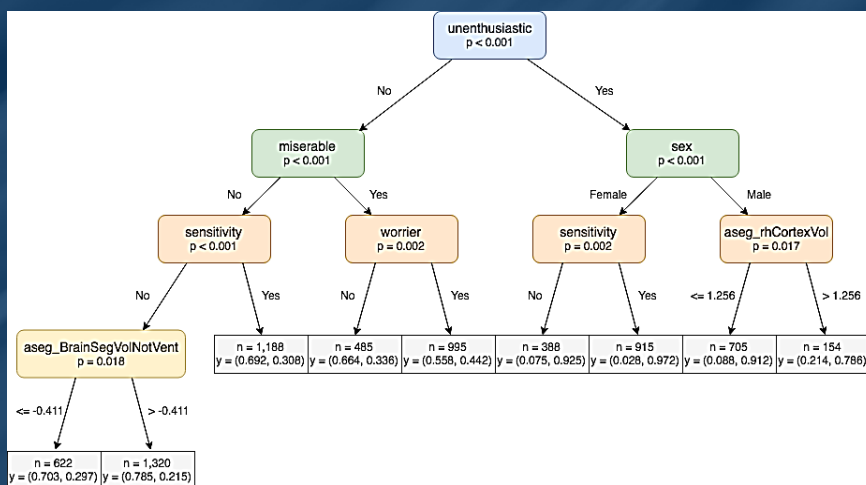 unenthusiastic
p < 0.001
No
Yes
miserable
p < 0.001
sex
p < 0.001
No
Yes
Female
Male
sensitivity
p < 0.001
worrier
p = 0.002
sensitivity
p = 0.002
aseg_rhCortexVol
p = 0.017
No
Yes
No
Yes
No
Yes
<= 1.256
> 1.256
aseg_BrainSegVolNotVent
p = 0.018
n = 1,188
y = (0.692, 0.308)
n = 485
y = (0.664, 0.336)
n = 995
y = (0.558, 0.442)
n = 388
y = (0.075, 0.925)
n = 915
y = (0.028, 0.972)
n = 705
y = (0.088, 0.912)
n = 154
y = (0.214, 0.786)
<= -0.411
> -0.411
n = 622
y = (0.703, 0.297)
n = 1,320
y = (0.785, 0.215)